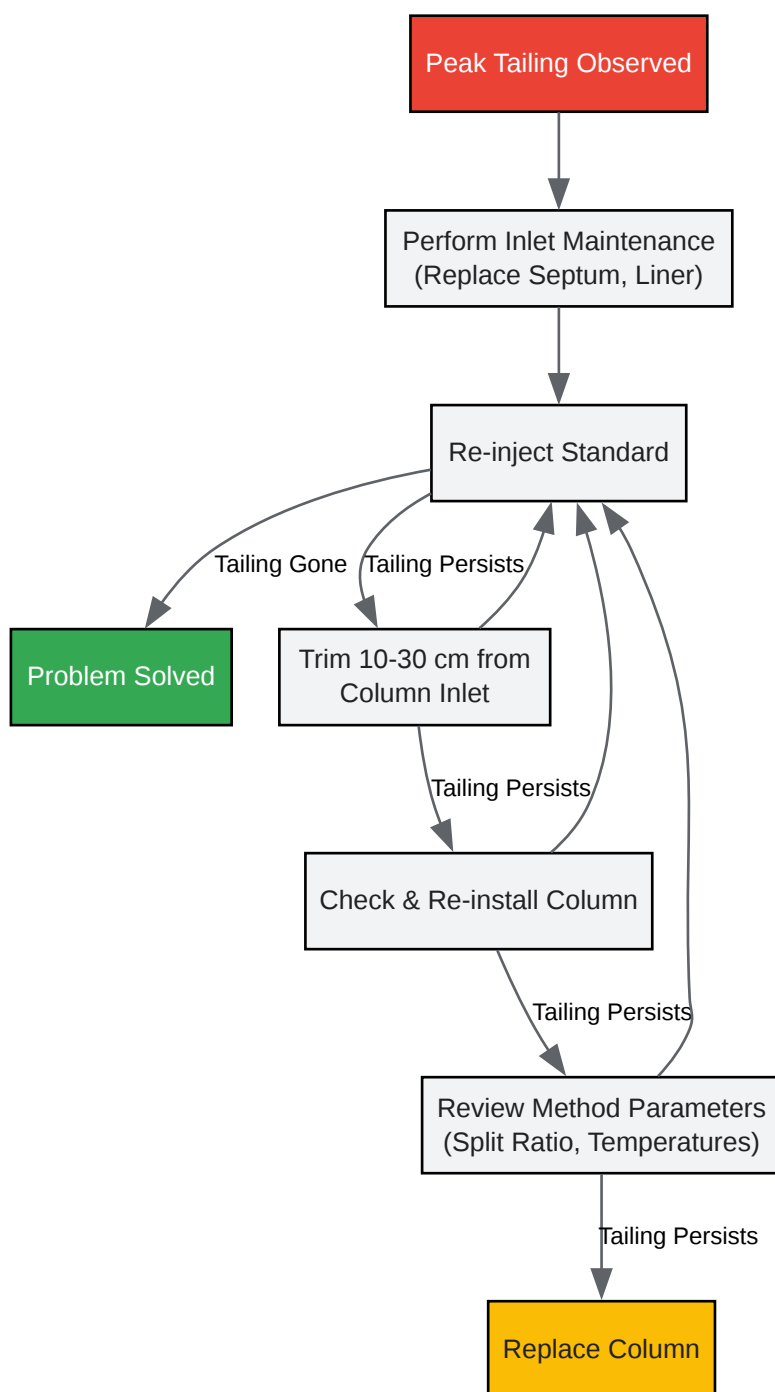 Peak Tailing Observed
Perform Inlet Maintenance
(Replace Septum, Liner)
Re-inject Standard
Tailing Gone
Tailing Persists
Problem Solved
Trim 10-30 cm from
Column Inlet
Tailing Persists
Check & Re-install Column
Tailing Persists
Review Method Parameters
(Split Ratio, Temperatures)
Tailing Persists
Replace Column